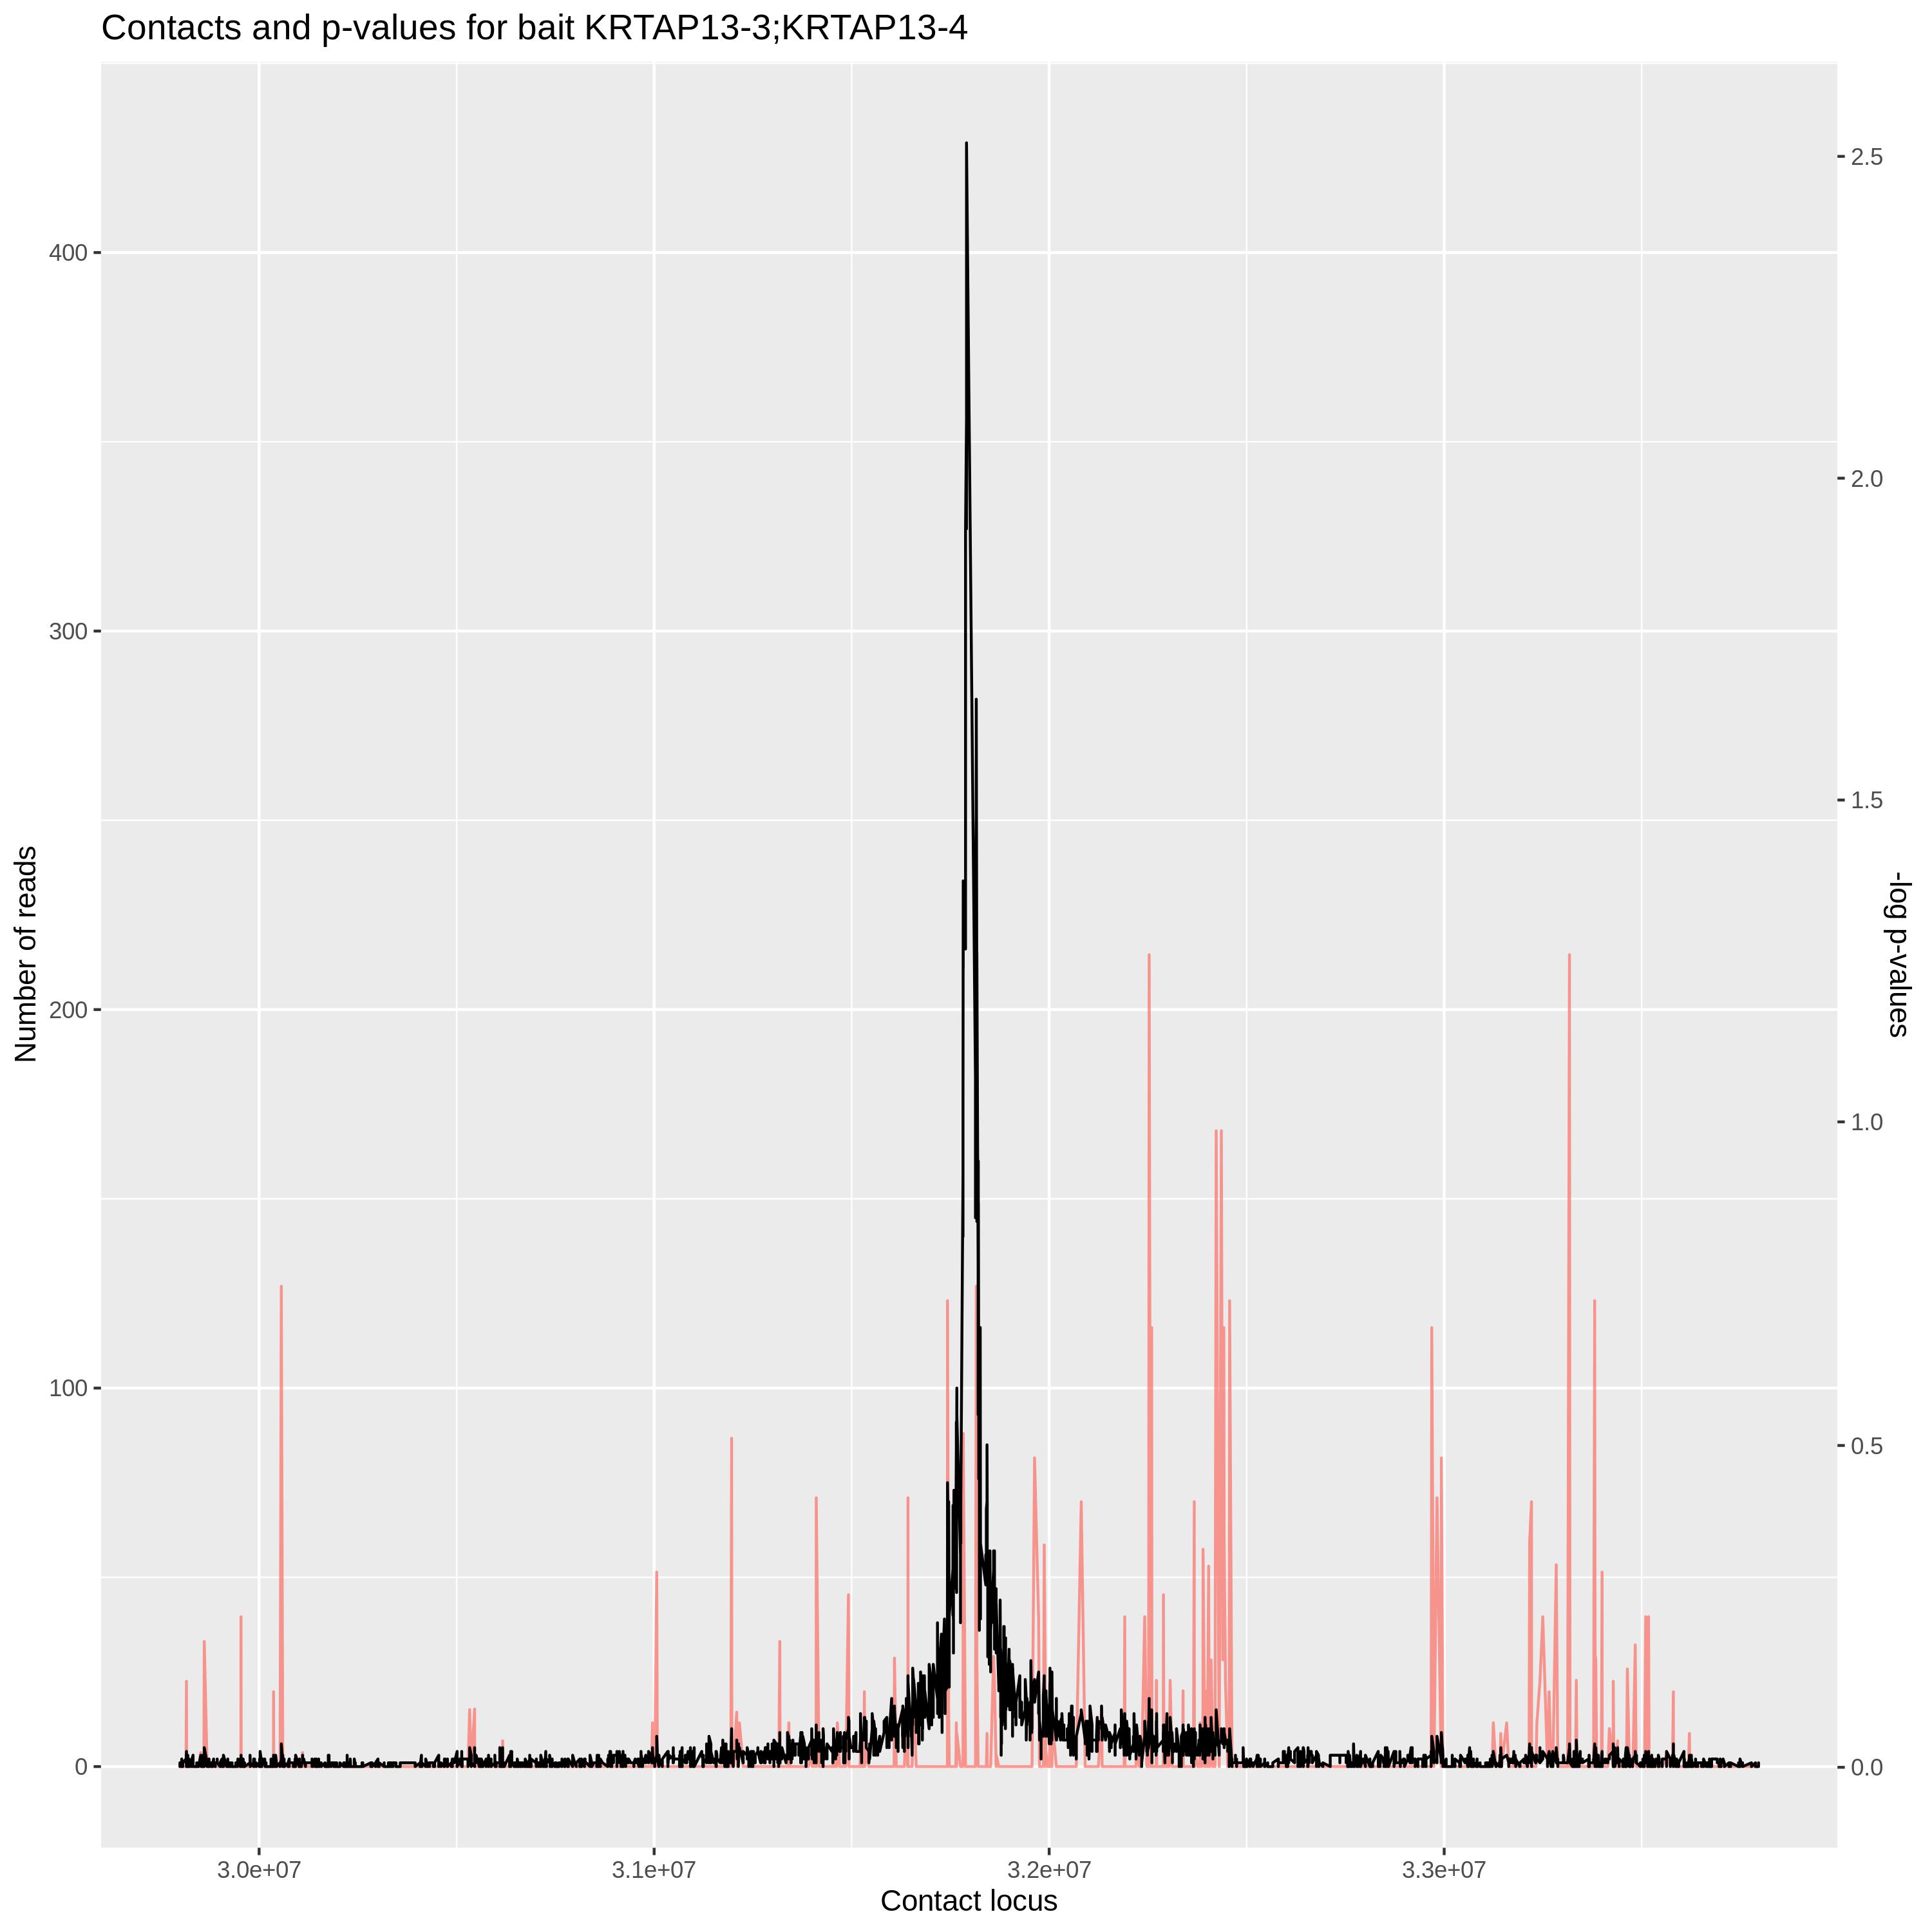 Contacts and p-values for bait KRTAP13-3;KRTAP13-4
400
300
200
100
0
Number of reads
2.5
2.0
1.5
1.0
0.5
0.0
-log p-values
3.0e+07
3.1e+07
3.2e+07
3.3e+07
Contact locus